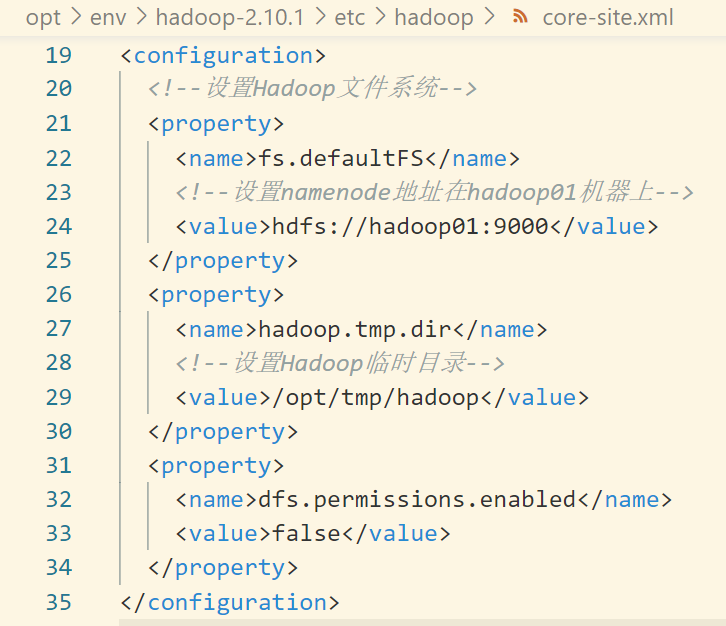 opt > env > hadoop-2.10.1 > etc > hadoop > core-site.xml
19 <configuration>
20 <!--设置Hadoop文件系统-->
21 <property>
22 <name>fs.defaultFS</name>
23 <!--设置namenode地址在hadoop01机器上-->
24 <value>hdfs://hadoop01:9000</value>
25 </property>
26 <property>
27 <name>hadoop.tmp.dir</name>
28 <!--设置Hadoop临时目录-->
29 <value>/opt/tmp/hadoop</value>
30 </property>
31 <property>
32 <name>dfs.permissions.enabled</name>
33 <value>false</value>
34 </property>
35 </configuration>